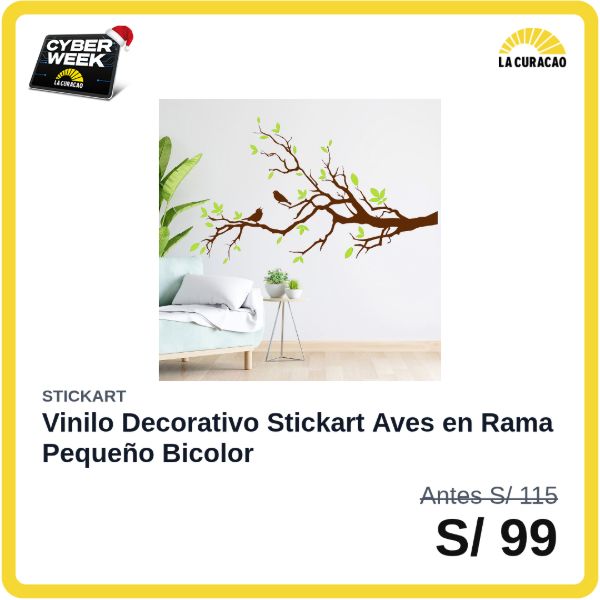 CYBER
WEEK
LA CURACAO
LA CURACAO
STICKART
Vinilo Decorativo Stickart Aves en Rama
Pequeño Bicolor
Antes S/ 115
S/ 99